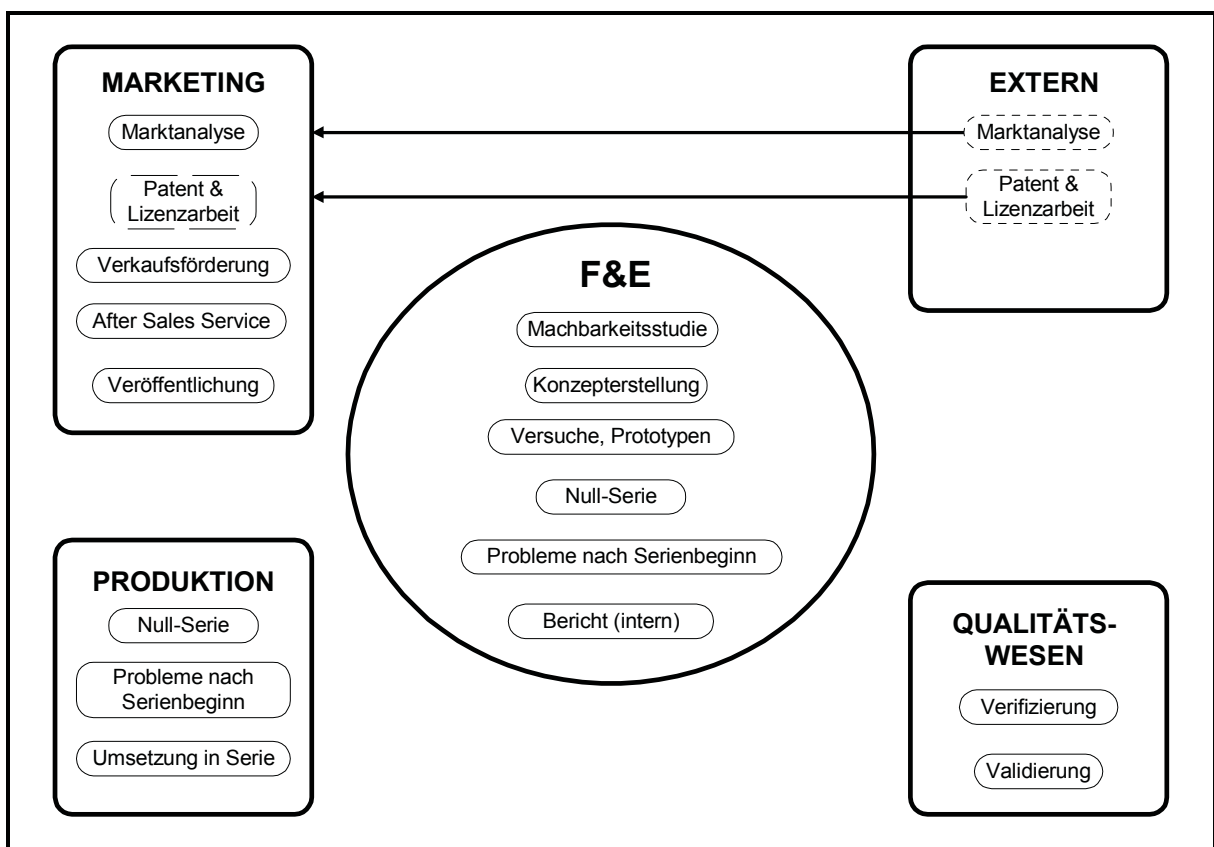 MARKETING
Marktanalyse
Patent &
Lizenzarbeit
Verkaufsförderung
After Sales Service
Veröffentlichung
EXTERN
Marktanalyse
Patent &
Lizenzarbeit
F&E
Machbarkeitsstudie
Konzepterstellung
Versuche, Prototypen
Null-Serie
Probleme nach Serienbeginn
Bericht (intern)
PRODUKTION
Null-Serie
Probleme nach
Serienbeginn
Umsetzung in Serie
QUALITÄTS-
WESEN
Verifizierung
Validierung